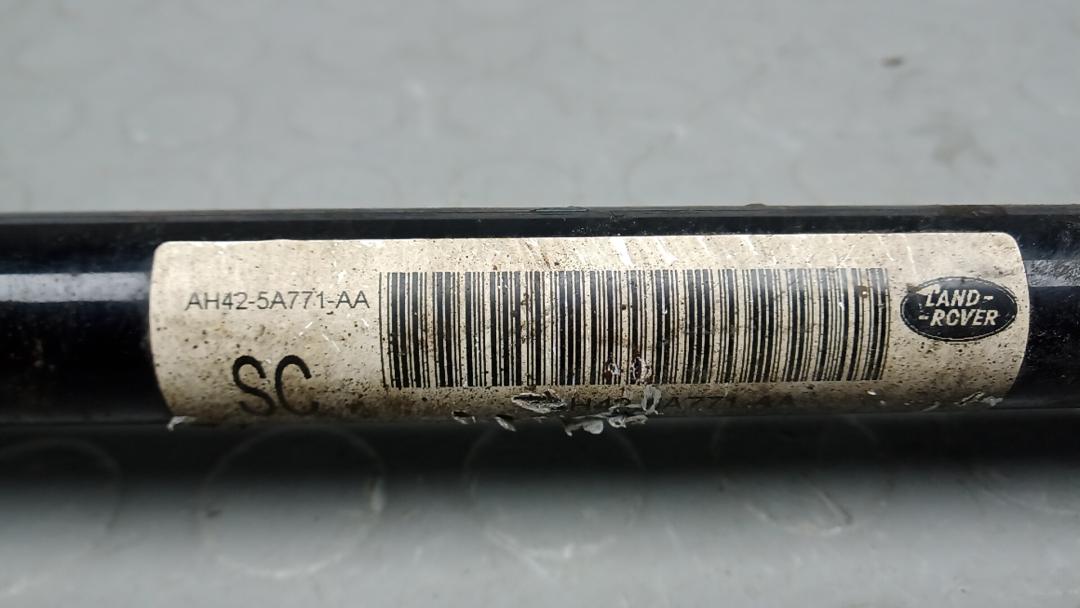 AH42-5A771-AA
SC
LAND-
-ROVER